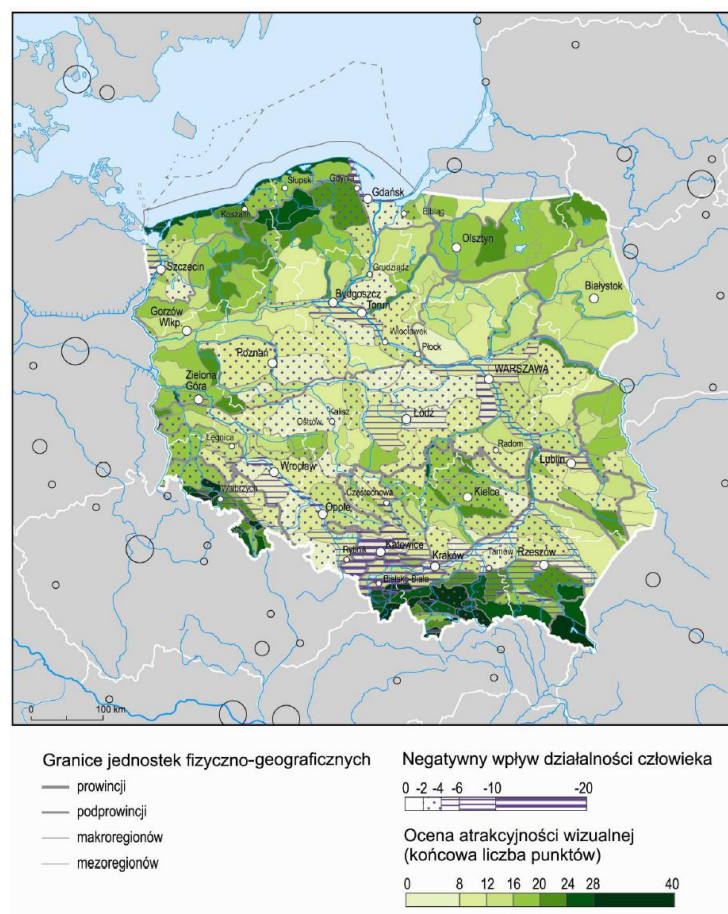 Słupsk
Gdynia
Gdańsk
Koszalin
Elbląg
Olsztyn
Szczecin
Grudziądz
Białystok
Bydgoszcz
Toruń
Gorzów
Wlkp.
Włocławek
Płock
Poznań
WARSZAWA
Zielona
Góra
Kalisz
Ostrów
Łódź
Legnica
Radom
Wrocław
Lublin
Wałbrzych
Częstochowa
Kielce
Opole
Rybnik
Katowice
Kraków
Tarnów
Rzeszów
Bielsko-Biała
0 100 km
Granice jednostek fizyczno-geograficznych
prowincji
podprowincji
makroregionów
mezoregionów
Negatywny wpływ działalności człowieka
0 -2 -4 -6 -10 -20
Ocena atrakcyjności wizualnej
(końcowa liczba punktów)
0 8 12 16 20 24 28 40